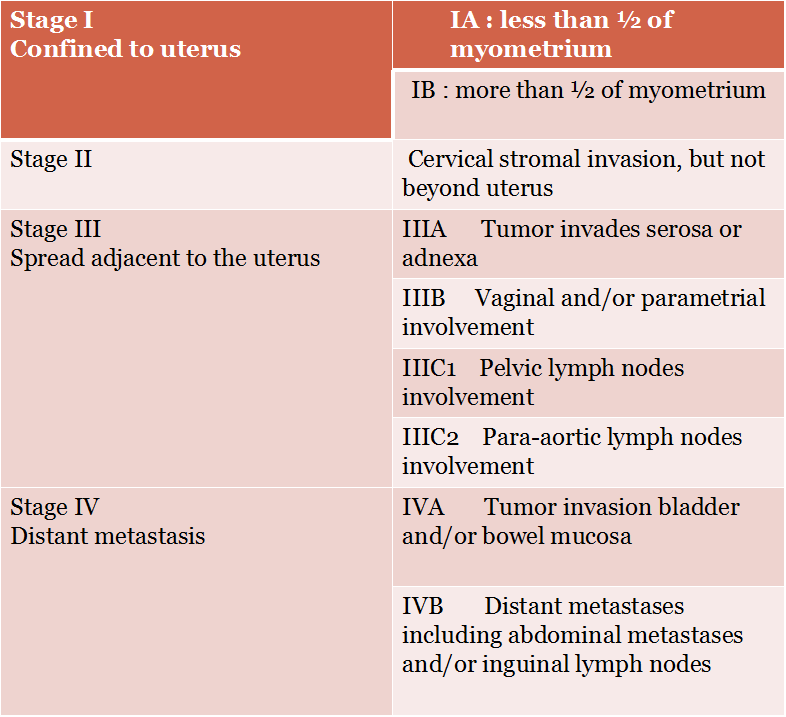 Stage I
Confined to uterus
IA : less than ½ of
myometrium
IB : more than ½ of myometrium
Stage II
Cervical stromal invasion, but not
beyond uterus
Stage III
Spread adjacent to the uterus
IIIA Tumor invades serosa or
adnexa
IIIB Vaginal and/or parametrial
involvement
IIIC1 Pelvic lymph nodes
involvement
IIIC2 Para-aortic lymph nodes
involvement
Stage IV
Distant metastasis
IVA Tumor invasion bladder
and/or bowel mucosa
IVB Distant metastases
including abdominal metastases
and/or inguinal lymph nodes